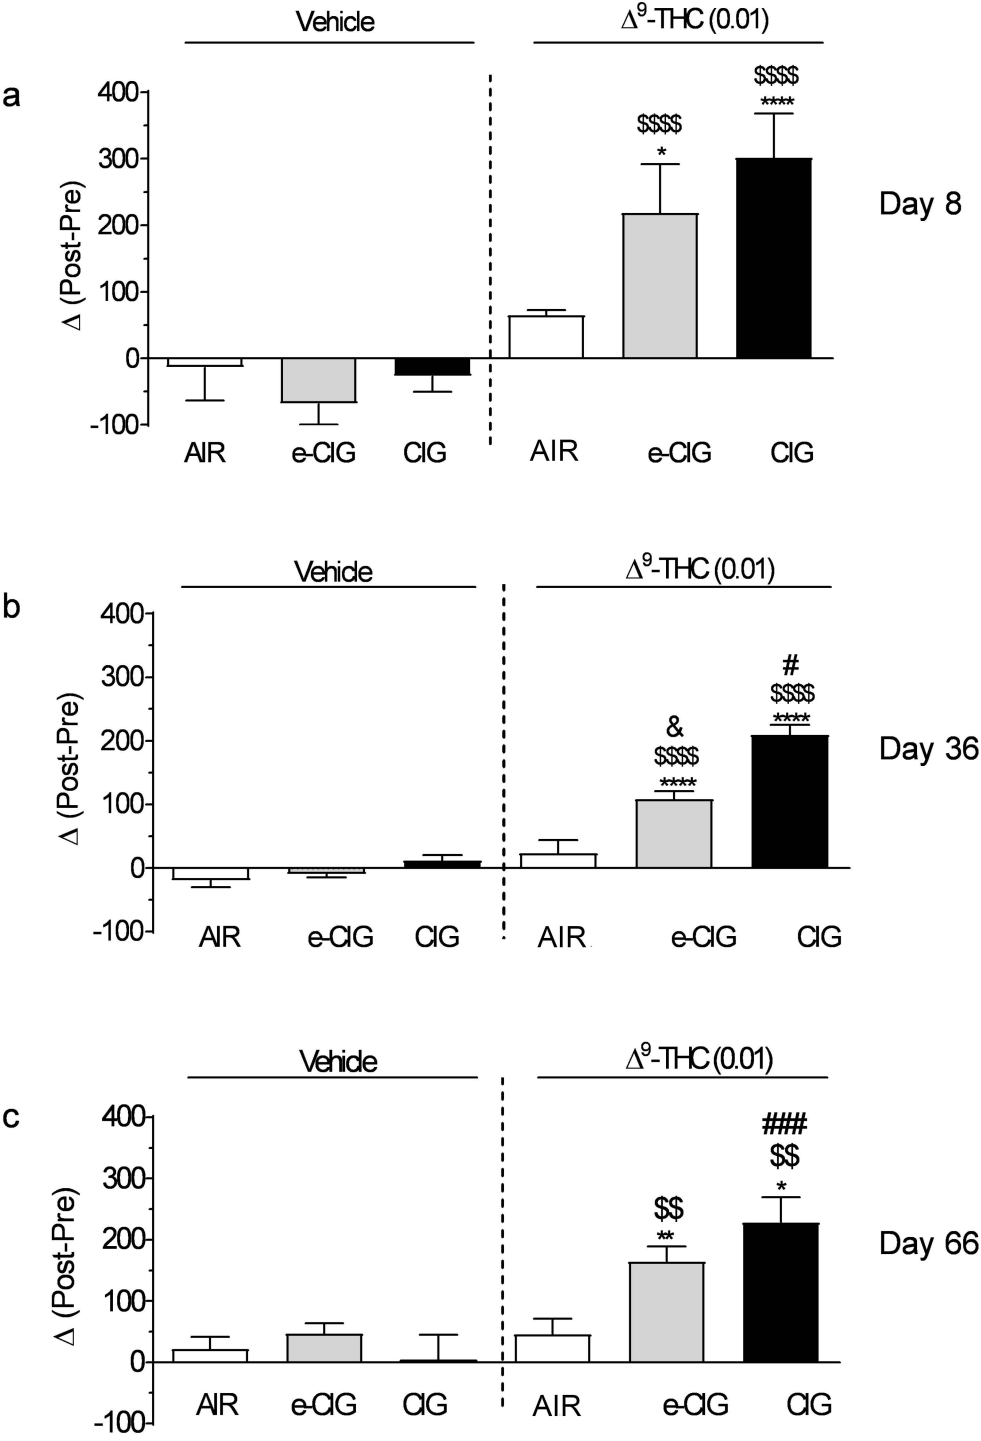 Vehicle Δ⁹-THC (0.01)
a
400
$$$$
****
$$$$
*
300
200
100
0
-100
Δ (Post-Pre)
Day 8
AIR e-CIG CIG AIR e-CIG CIG
Vehicle Δ⁹-THC (0.01)
b
400
300
#
$$$$
****
&
$$$$
****
200
100
0
-100
Δ (Post-Pre)
Day 36
AIR e-CIG CIG AIR e-CIG CIG
Vehicle Δ⁹-THC (0.01)
c
400
###
$$
*
$$
**
300
200
100
0
-100
Δ (Post-Pre)
Day 66
AIR e-CIG CIG AIR e-CIG CIG